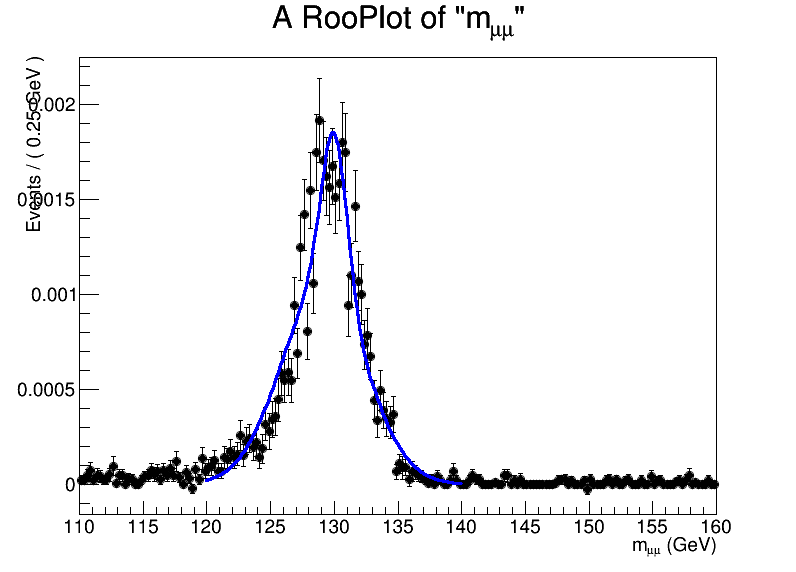 A RooPlot of "mμμ"
Events / ( 0.25 GeV )
0.002
0.0015
0.001
0.0005
0
110 115 120 125 130 135 140 145 150 155 160
mμμ (GeV)